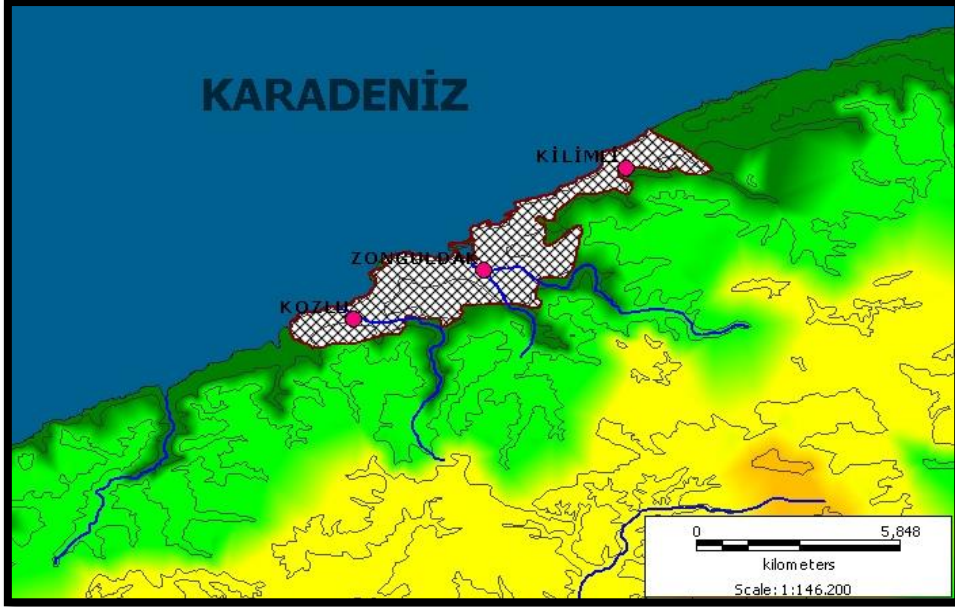 KARADENİZ
KİLİMLİ
ZONGULDAK
KOZLU
0 5,848
kilometers
Scale: 1:146.200